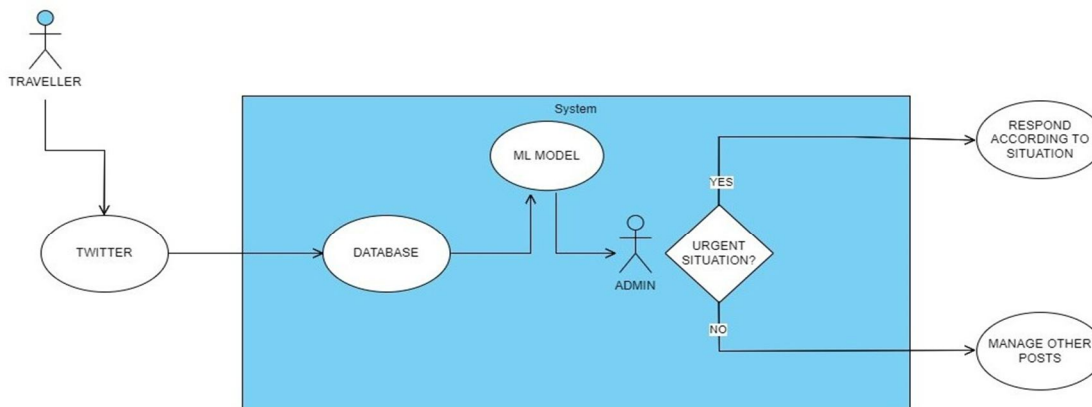 TRAVELLER
System
ML MODEL
RESPOND
ACCORDING TO
SITUATION
YES
TWITTER
DATABASE
ADMIN
URGENT
SITUATION?
NO
MANAGE OTHER
POSTS